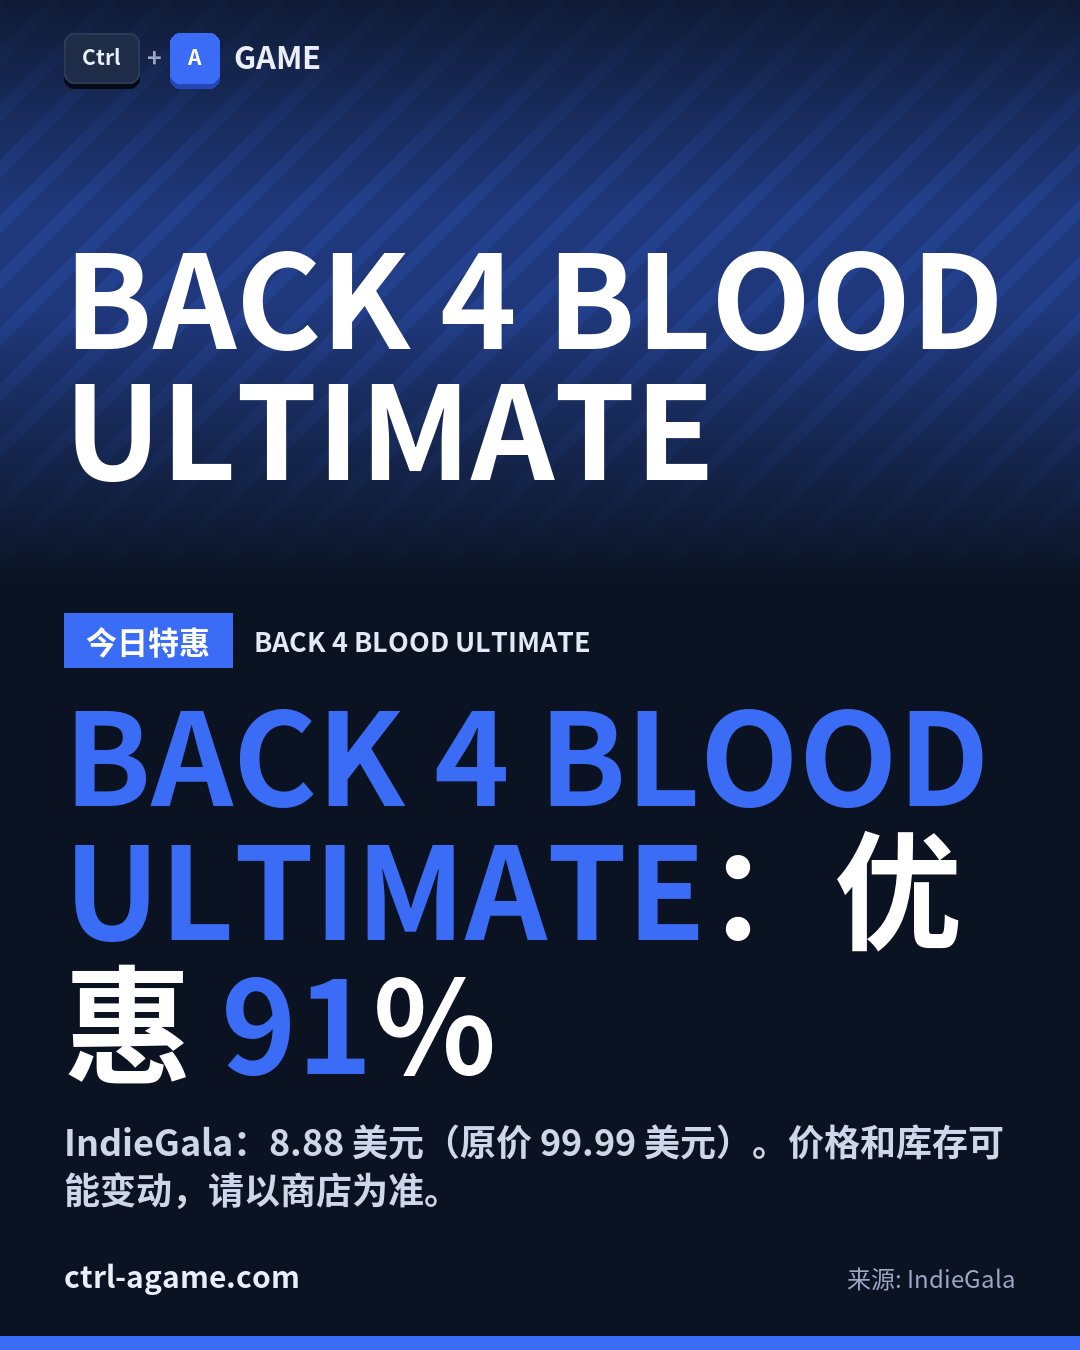 Ctrl + A GAME
BACK 4 BLOOD
ULTIMATE
今日特惠 BACK 4 BLOOD ULTIMATE
BACK 4 BLOOD
ULTIMATE：优
惠 91%
IndieGala：8.88 美元（原价 99.99 美元）。价格和库存可
能变动，请以商店为准。
ctrl-agame.com
来源: IndieGala